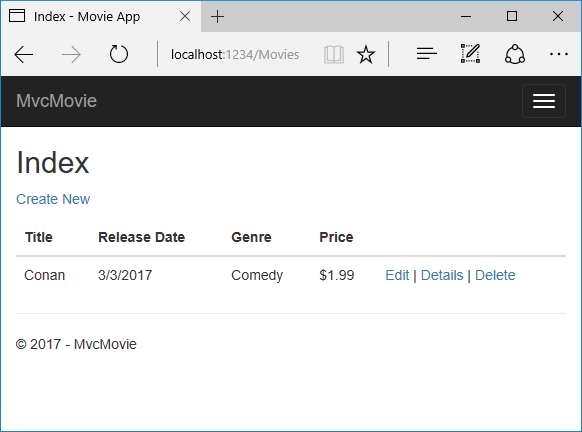 Index - Movie App
localhost:1234/Movies
MvcMovie
Index
Create New
Title Release Date Genre Price
Conan 3/3/2017 Comedy $1.99 Edit | Details | Delete
© 2017 - MvcMovie